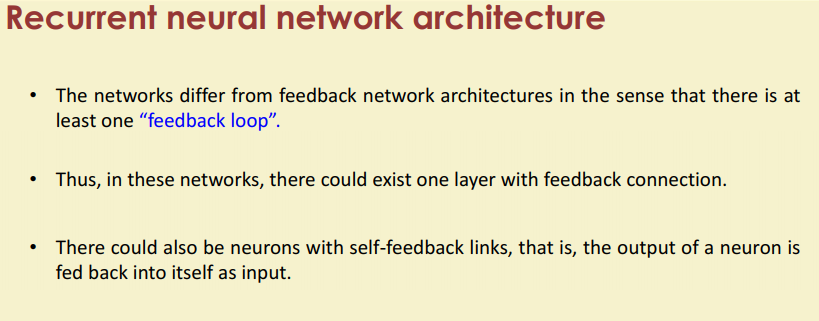 Recurrent neural network architecture
• The networks differ from feedback network architectures in the sense that there is at
least one “feedback loop”.
• Thus, in these networks, there could exist one layer with feedback connection.
• There could also be neurons with self-feedback links, that is, the output of a neuron is
fed back into itself as input.